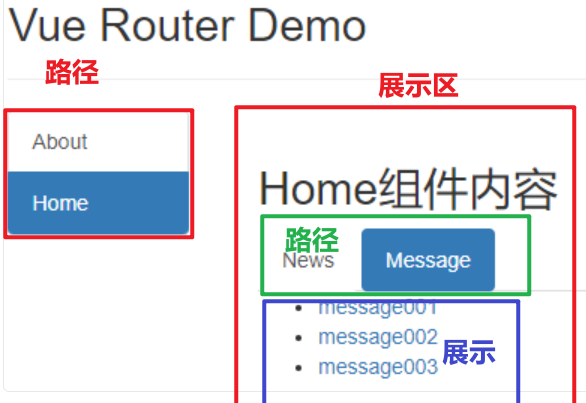 Vue Router Demo
路径
展示区
About
Home
Home组件内容
路径
News
Message
message001
message002
展示
message003